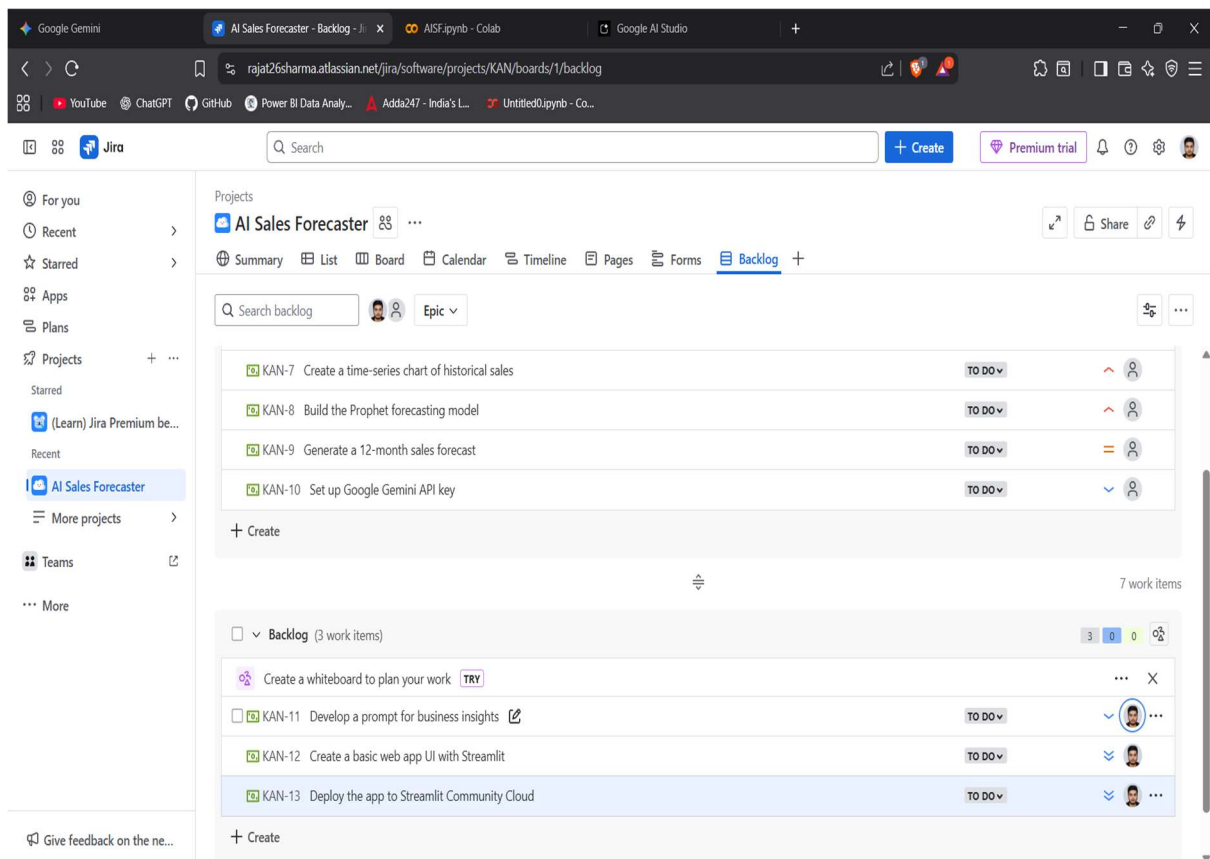 Google Gemini
AI Sales Forecaster - Backlog - Ji
AISF.ipynb - Colab
Google AI Studio
rajat26sharma.atlassian.net/jira/software/projects/KAN/boards/1/backlog
YouTube
ChatGPT
GitHub
Power BI Data Analy...
Adda247 - India's L...
Untitled0.ipynb - Co...
Jira
Search
+ Create
Premium trial
For you
Recent
Starred
Apps
Plans
Projects
Starred
(Learn) Jira Premium be...
Recent
AI Sales Forecaster
More projects
Teams
More
Give feedback on the ne...
Projects
AI Sales Forecaster
Share
Summary
List
Board
Calendar
Timeline
Pages
Forms
Backlog
Search backlog
Epic
KAN-7 Create a time-series chart of historical sales TO DO
KAN-8 Build the Prophet forecasting model TO DO
KAN-9 Generate a 12-month sales forecast TO DO
KAN-10 Set up Google Gemini API key TO DO
+ Create
7 work items
Backlog (3 work items) 3 0 0
Create a whiteboard to plan your work TRY
KAN-11 Develop a prompt for business insights TO DO
KAN-12 Create a basic web app UI with Streamlit TO DO
KAN-13 Deploy the app to Streamlit Community Cloud TO DO
+ Create